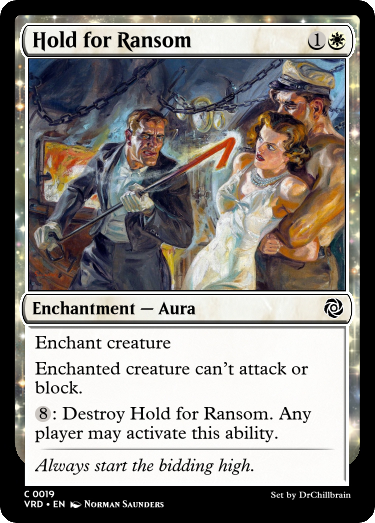 Hold for Ransom 1
Enchantment — Aura
Enchant creature
Enchanted creature can't attack or
block.
8: Destroy Hold for Ransom. Any
player may activate this ability.
Always start the bidding high.
C 0019
VRD • EN Norman Saunders
Set by DrChillbrain